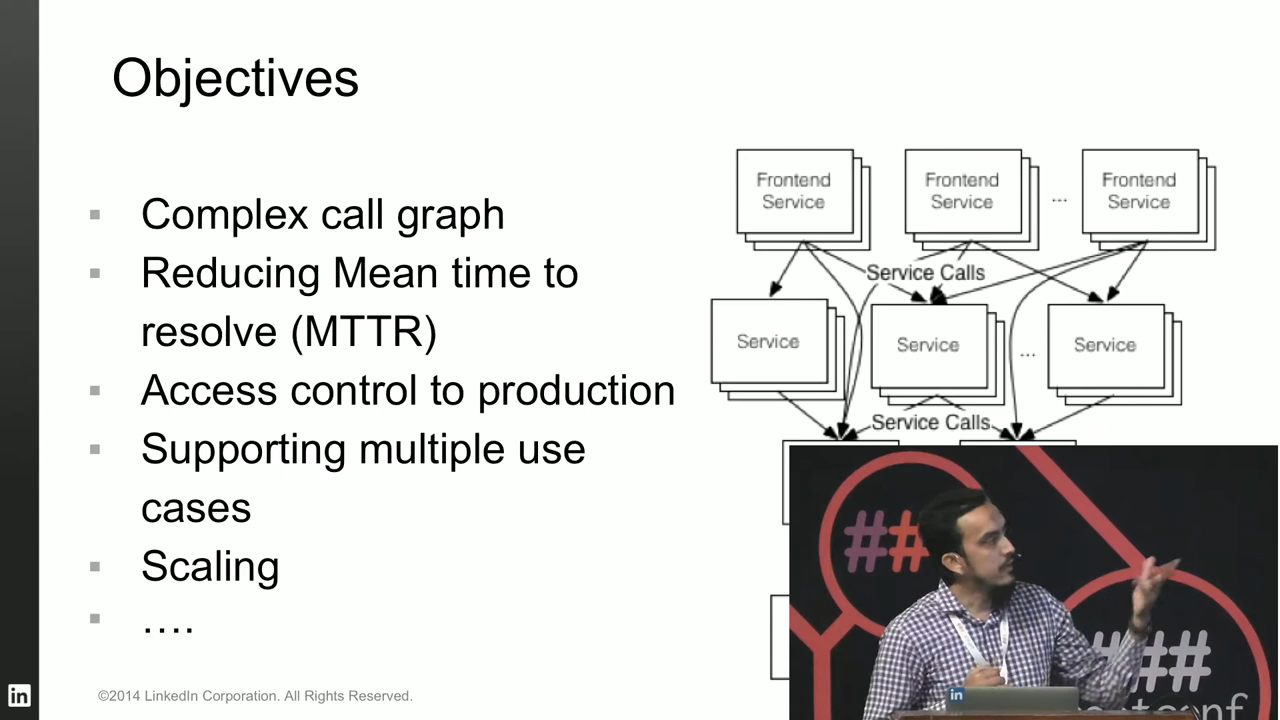 Objectives
Complex call graph
Reducing Mean time to
resolve (MTTR)
Access control to production
Supporting multiple use
cases
Scaling
….
Frontend
Service
Frontend
Service
...
Frontend
Service
Service Calls
Service
Service
...
Service
Service Calls
##
###
in
in
©2014 LinkedIn Corporation. All Rights Reserved.